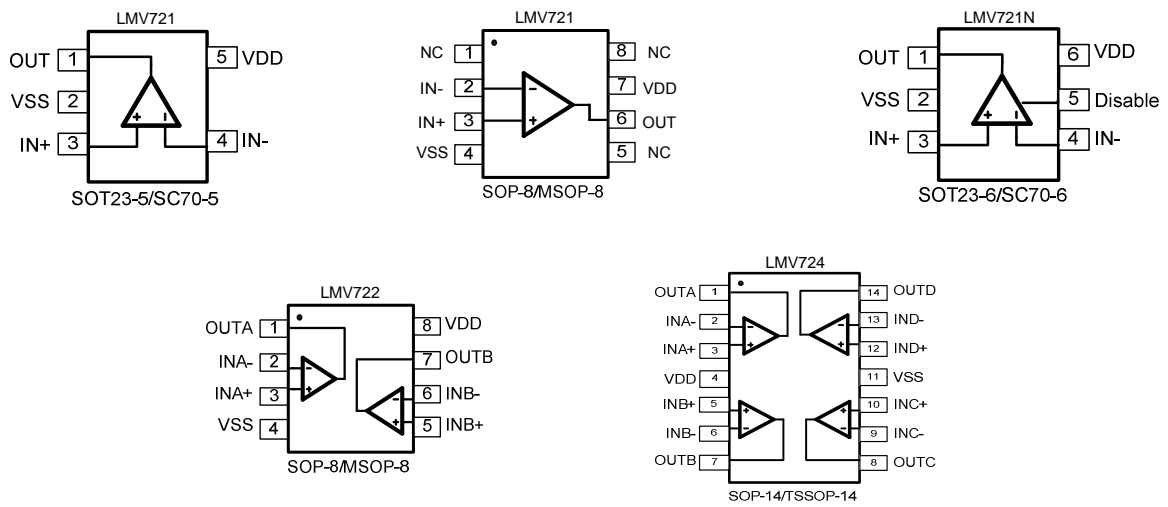 LMV721
OUT 1 5 VDD
VSS 2
IN+ 3 4 IN-
+ -
SOT23-5/SC70-5
LMV721
NC 1 8 NC
IN- 2 - 7 VDD
IN+ 3 + 6 OUT
VSS 4 5 NC
SOP-8/MSOP-8
LMV721N
OUT 1 6 VDD
VSS 2 5 Disable
IN+ 3 4 IN-
+ -
SOT23-6/SC70-6
LMV722
OUTA 1 8 VDD
INA- 2 - 7 OUTB
INA+ 3 + - 6 INB-
VSS 4 + 5 INB+
SOP-8/MSOP-8
LMV724
OUTA 1 14 OUTD
INA- 2 - - 13 IND-
INA+ 3 + + 12 IND+
VDD 4 11 VSS
INB+ 5 + + 10 INC+
INB- 6 - - 9 INC-
OUTB 7 8 OUTC
SOP-14/TSSOP-14